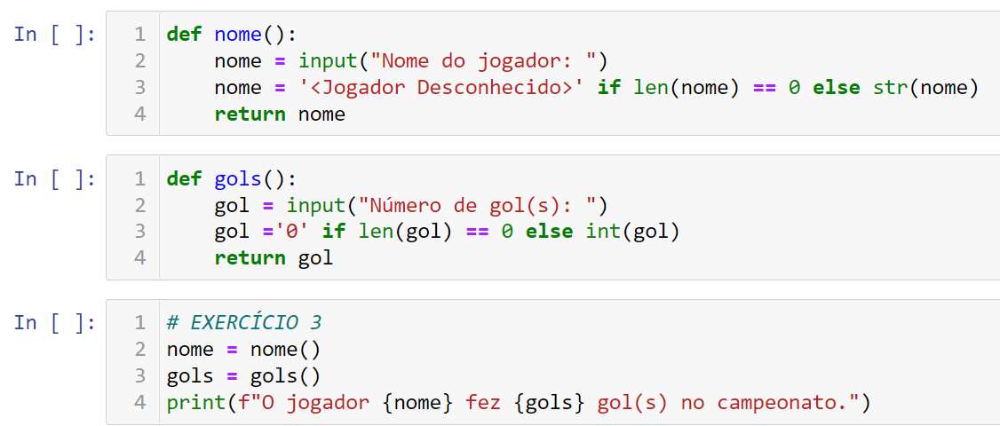 In [ ]: 1 def nome():
2     nome = input("Nome do jogador: ")
3     nome = '<Jogador Desconhecido>' if len(nome) == 0 else str(nome)
4     return nome
In [ ]: 1 def gols():
2     gol = input("Número de gol(s): ")
3     gol ='0' if len(gol) == 0 else int(gol)
4     return gol
In [ ]: 1 # EXERCÍCIO 3
2 nome = nome()
3 gols = gols()
4 print(f"O jogador {nome} fez {gols} gol(s) no campeonato.")